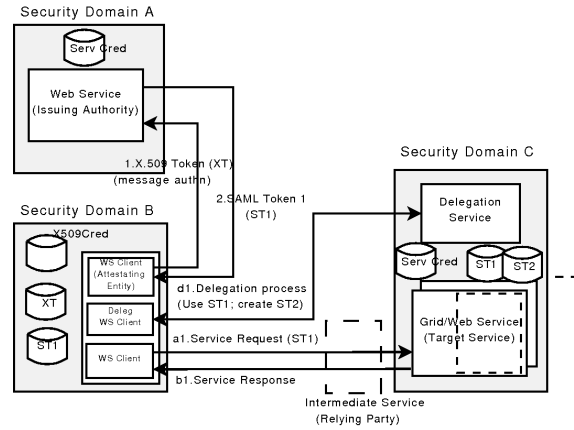 Security Domain A
Serv Cred
Web Service
(Issuing Authority)
1.X.509 Token (XT)
(message authn)
2.SAML Token 1
(ST1)
Security Domain B
X509Cred
XT
ST1
WS Client
(Attestating
Entity)
Deleg
WS Client
WS Client
d1.Delegation process
(Use ST1; create ST2)
a1.Service Request (ST1)
b1.Service Response
Intermediate Service
(Relying Party)
Security Domain C
Delegation
Service
Serv Cred
ST1
ST2
Grid/Web Service
(Target Service)